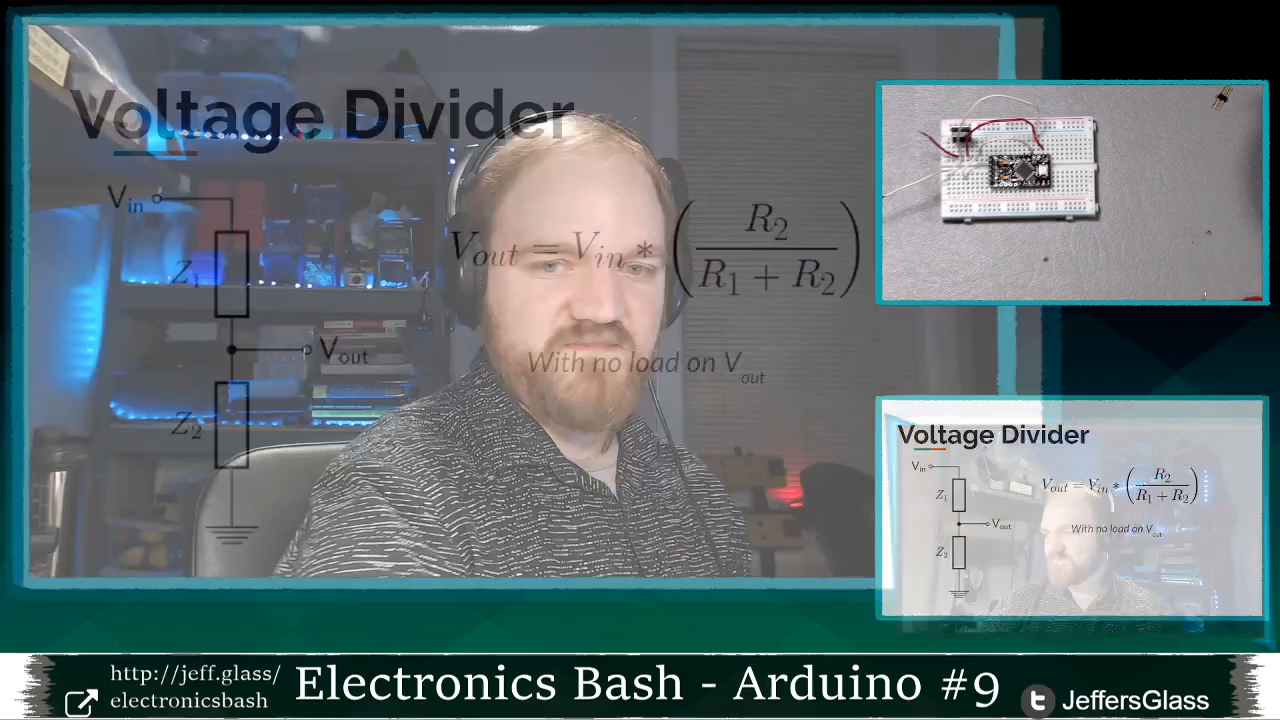 Voltage Divider
V_in
Z_1
V_out = V_in * (R_2 / (R_1 + R_2))
V_out
With no load on V_out
Z_2
Voltage Divider
V_in
Z_1
V_out = V_in * (R_2 / (R_1 + R_2))
V_out
With no load on V_out
Z_2
http://jeff.glass/
electronicsbash
Electronics Bash - Arduino #9
JeffersGlass